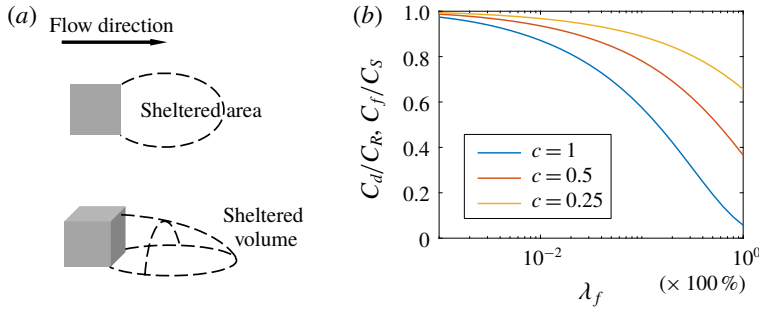 (a)
Flow direction
Sheltered area
Sheltered
volume
(b)
C_d/C_R, C_f/C_S
1.0
0.8
0.6
0.4
0.2
0
c = 1
c = 0.5
c = 0.25
10^{-2}
10^0
λ_f
(× 100 %)